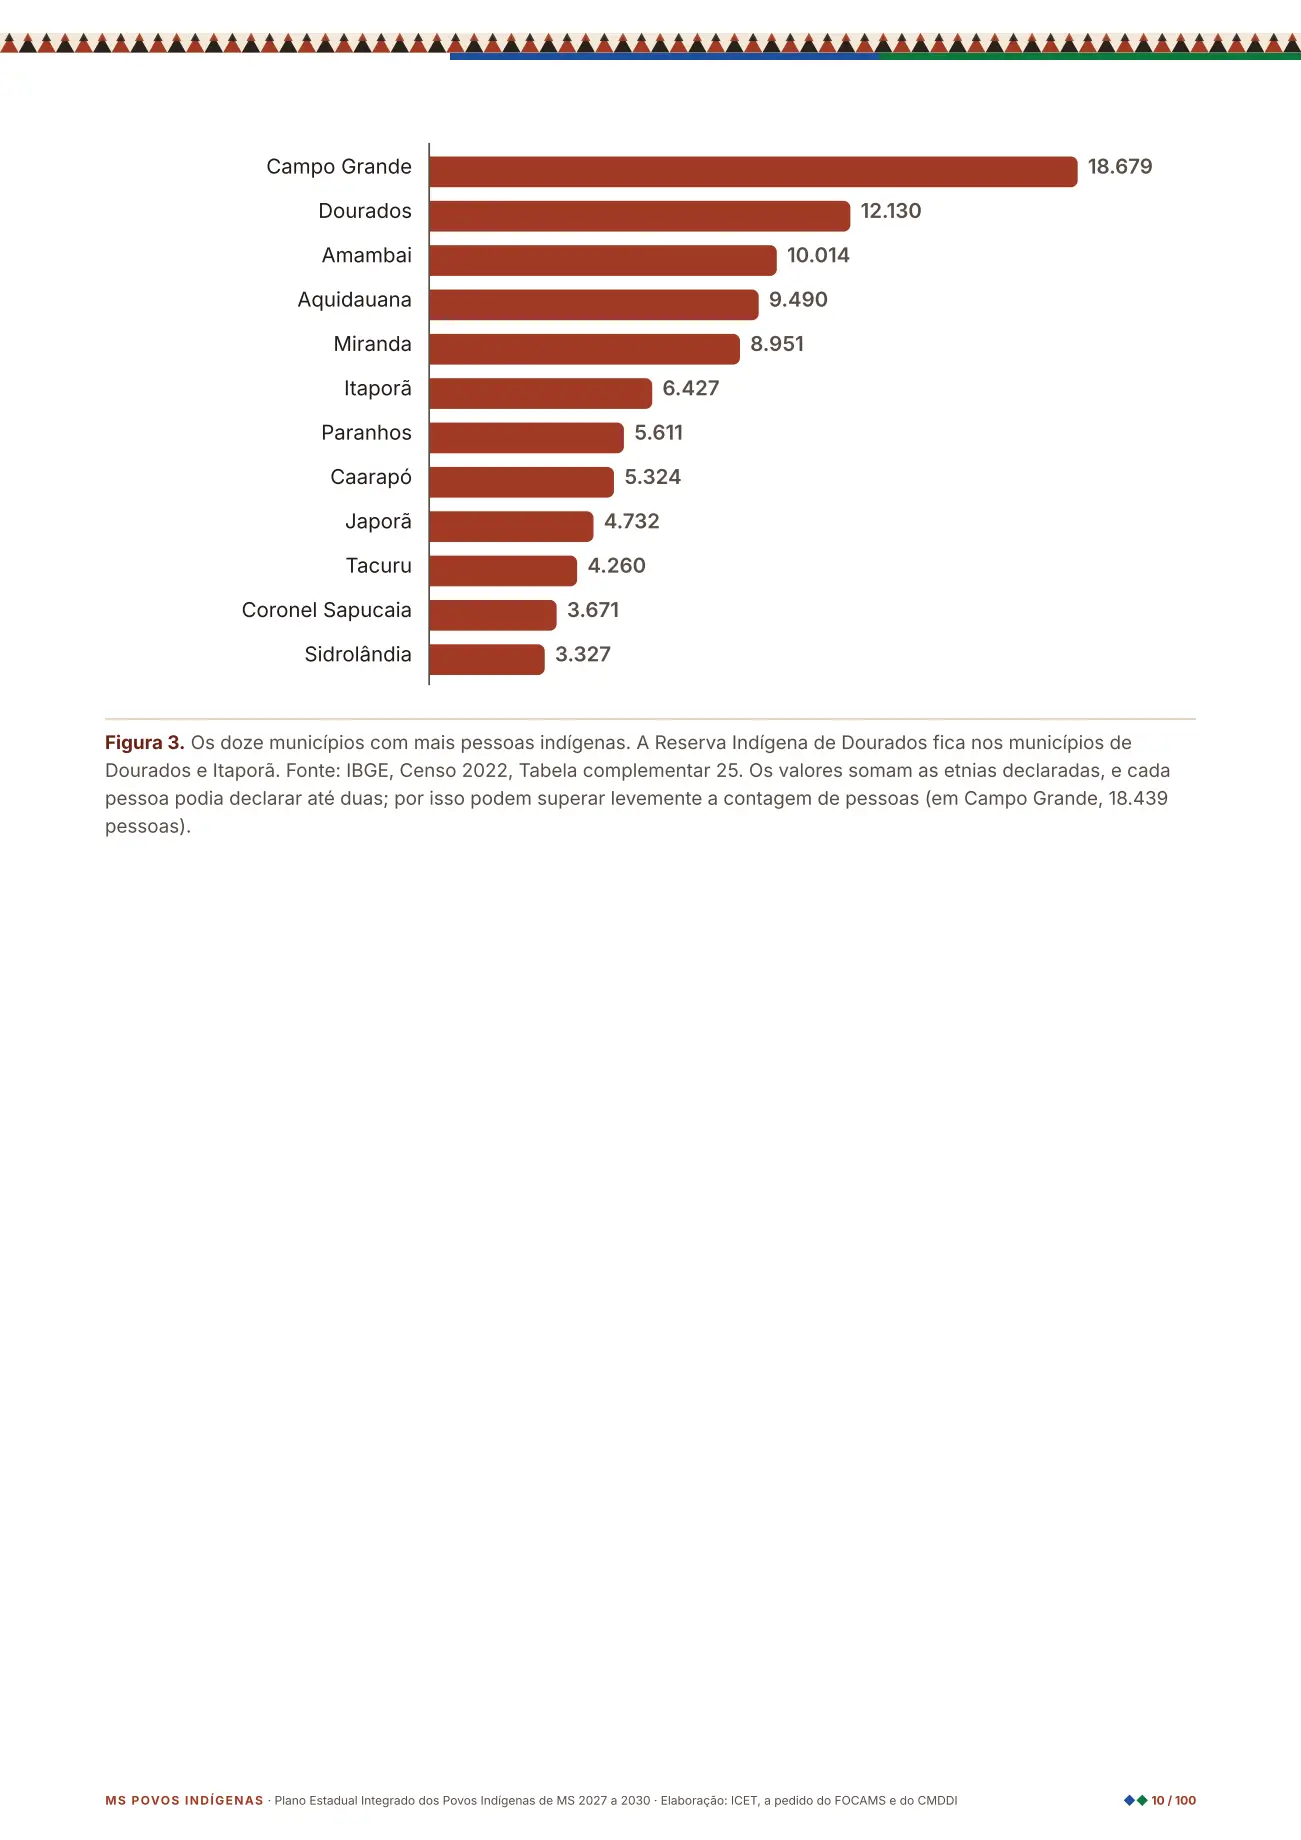 Campo Grande 18.679
Dourados 12.130
Amambai 10.014
Aquidauana 9.490
Miranda 8.951
Itaporã 6.427
Paranhos 5.611
Caarapó 5.324
Japorã 4.732
Tacuru 4.260
Coronel Sapucaia 3.671
Sidrolândia 3.327
Figura 3. Os doze municípios com mais pessoas indígenas. A Reserva Indígena de Dourados fica nos municípios de
Dourados e Itaporã. Fonte: IBGE, Censo 2022, Tabela complementar 25. Os valores somam as etnias declaradas, e cada
pessoa podia declarar até duas; por isso podem superar levemente a contagem de pessoas (em Campo Grande, 18.439
pessoas).
MS POVOS INDÍGENAS · Plano Estadual Integrado dos Povos Indígenas de MS 2027 a 2030 · Elaboração: ICET, a pedido do FOCAMS e do CMDDI 10 / 100